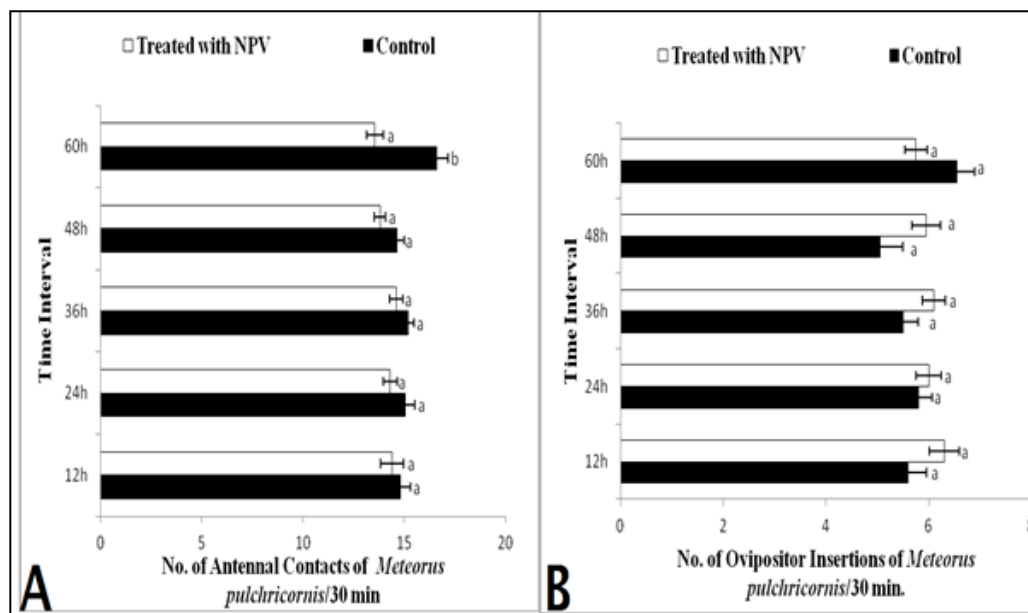 Treated with NPV Control
60h
a
b
48h
a
a
36h
a
a
24h
a
a
12h
a
a
Time Interval
0 5 10 15 20
No. of Antennal Contacts of Meteorus
pulchricornis/30 min
A
Treated with NPV Control
60h
a
a
48h
a
a
36h
a
a
24h
a
a
12h
a
a
Time Interval
0 2 4 6 8
No. of Ovipositor Insertions of Meteorus
pulchricornis/30 min.
B